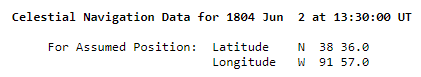 Celestial Navigation Data for 1804 Jun  2 at 13:30:00 UT
For Assumed Position:  Latitude    N  38 36.0
Longitude   W  91 57.0